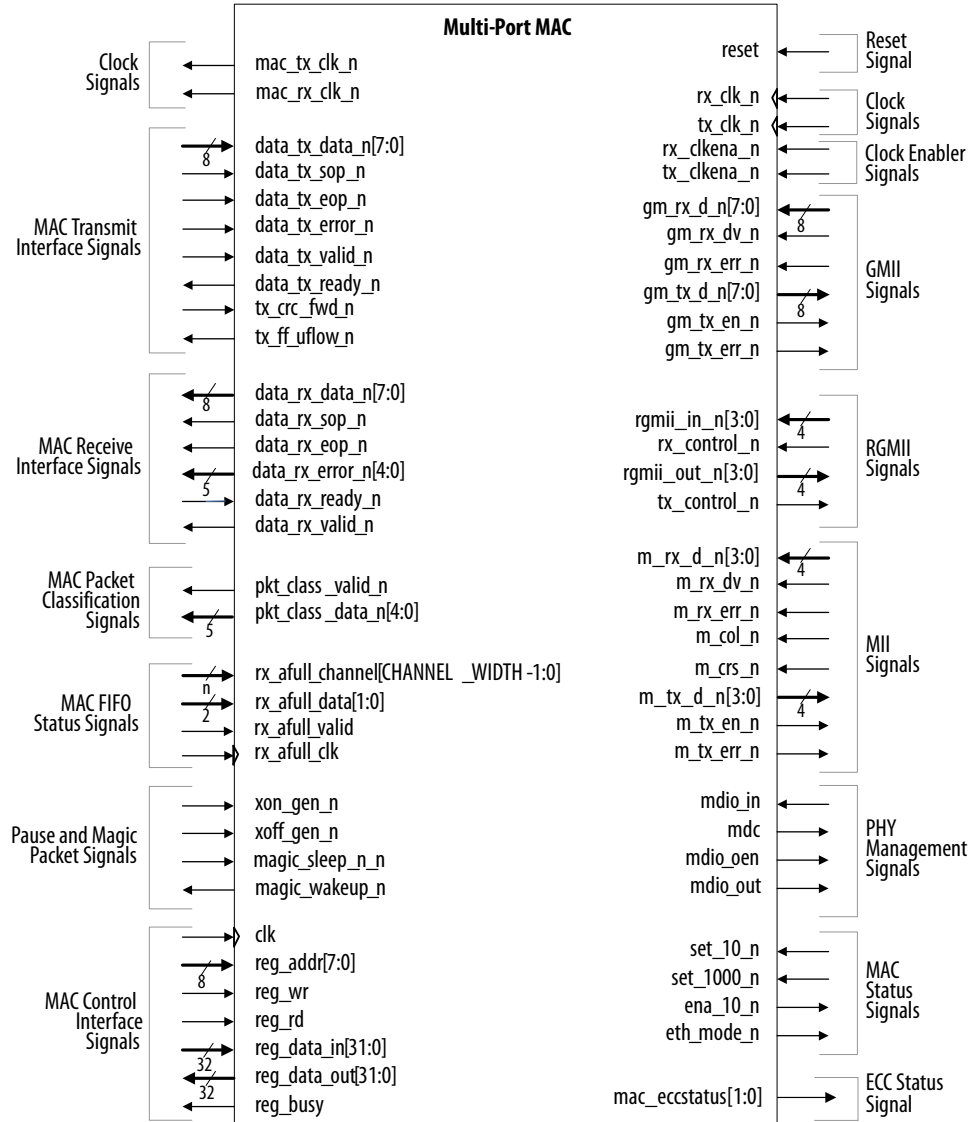 Multi-Port MAC
Clock
Signals
mac_tx_clk_n
mac_rx_clk_n
MAC Transmit
Interface Signals
8
data_tx_data_n[7:0]
data_tx_sop_n
data_tx_eop_n
data_tx_error_n
data_tx_valid_n
data_tx_ready_n
tx_crc_fwd_n
tx_ff_uflow_n
MAC Receive
Interface Signals
8
data_rx_data_n[7:0]
data_rx_sop_n
data_rx_eop_n
5
data_rx_error_n[4:0]
data_rx_ready_n
data_rx_valid_n
MAC Packet
Classification
Signals
pkt_class _valid_n
5
pkt_class _data_n[4:0]
MAC FIFO
Status Signals
n
rx_afull_channel[CHANNEL _WIDTH -1:0]
2
rx_afull_data[1:0]
rx_afull_valid
rx_afull_clk
Pause and Magic
Packet Signals
xon_gen_n
xoff_gen_n
magic_sleep_n_n
magic_wakeup_n
MAC Control
Interface
Signals
clk
8
reg_addr[7:0]
reg_wr
reg_rd
32
reg_data_in[31:0]
32
reg_data_out[31:0]
reg_busy
reset
Reset
Signal
rx_clk_n
tx_clk_n
Clock
Signals
rx_clkena_n
tx_clkena_n
Clock Enabler
Signals
gm_rx_d_n[7:0]
8
gm_rx_dv_n
gm_rx_err_n
gm_tx_d_n[7:0]
8
gm_tx_en_n
gm_tx_err_n
GMII
Signals
rgmii_in_n[3:0]
4
rx_control_n
rgmii_out_n[3:0]
4
tx_control_n
RGMII
Signals
m_rx_d_n[3:0]
4
m_rx_dv_n
m_rx_err_n
m_col_n
m_crs_n
m_tx_d_n[3:0]
4
m_tx_en_n
m_tx_err_n
MII
Signals
mdio_in
mdc
mdio_oen
mdio_out
PHY
Management
Signals
set_10_n
set_1000_n
ena_10_n
eth_mode_n
MAC
Status
Signals
mac_eccstatus[1:0]
ECC Status
Signal